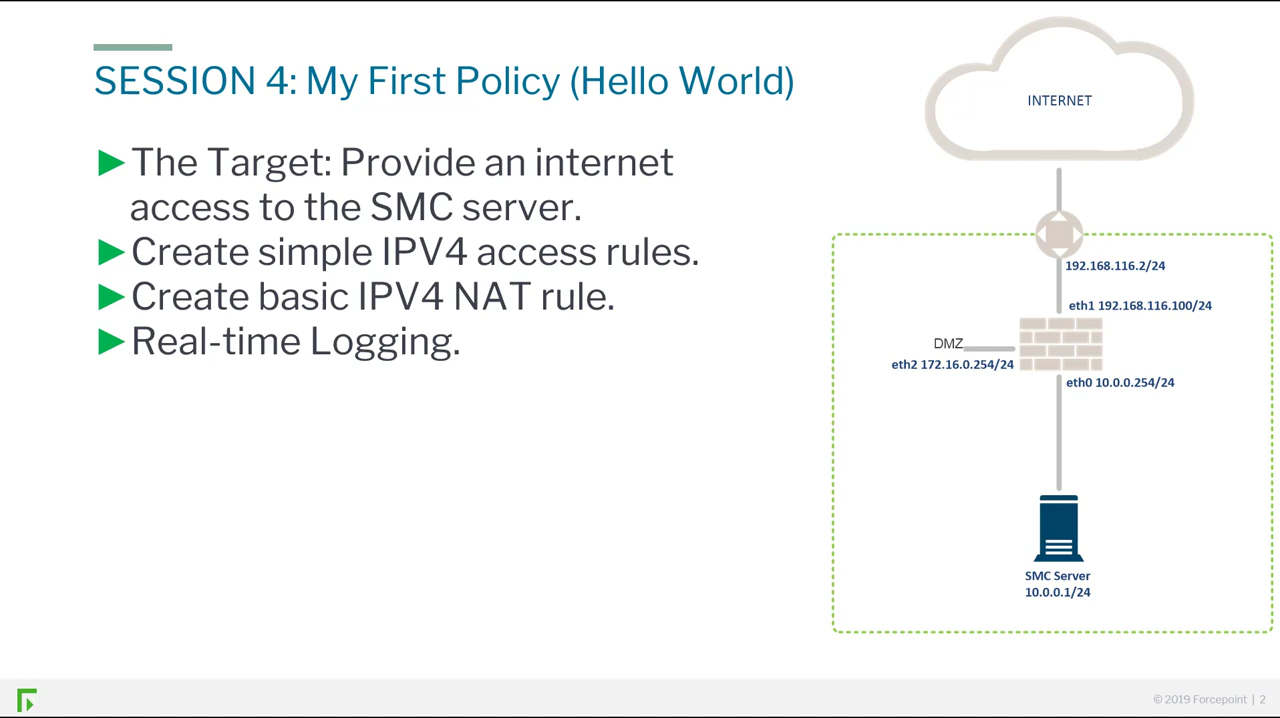 SESSION 4: My First Policy (Hello World)
►The Target: Provide an internet
access to the SMC server.
►Create simple IPV4 access rules.
►Create basic IPV4 NAT rule.
►Real-time Logging.
INTERNET
192.168.116.2/24
eth1 192.168.116.100/24
DMZ
eth2 172.16.0.254/24
eth0 10.0.0.254/24
SMC Server
10.0.0.1/24
© 2019 Forcepoint | 2